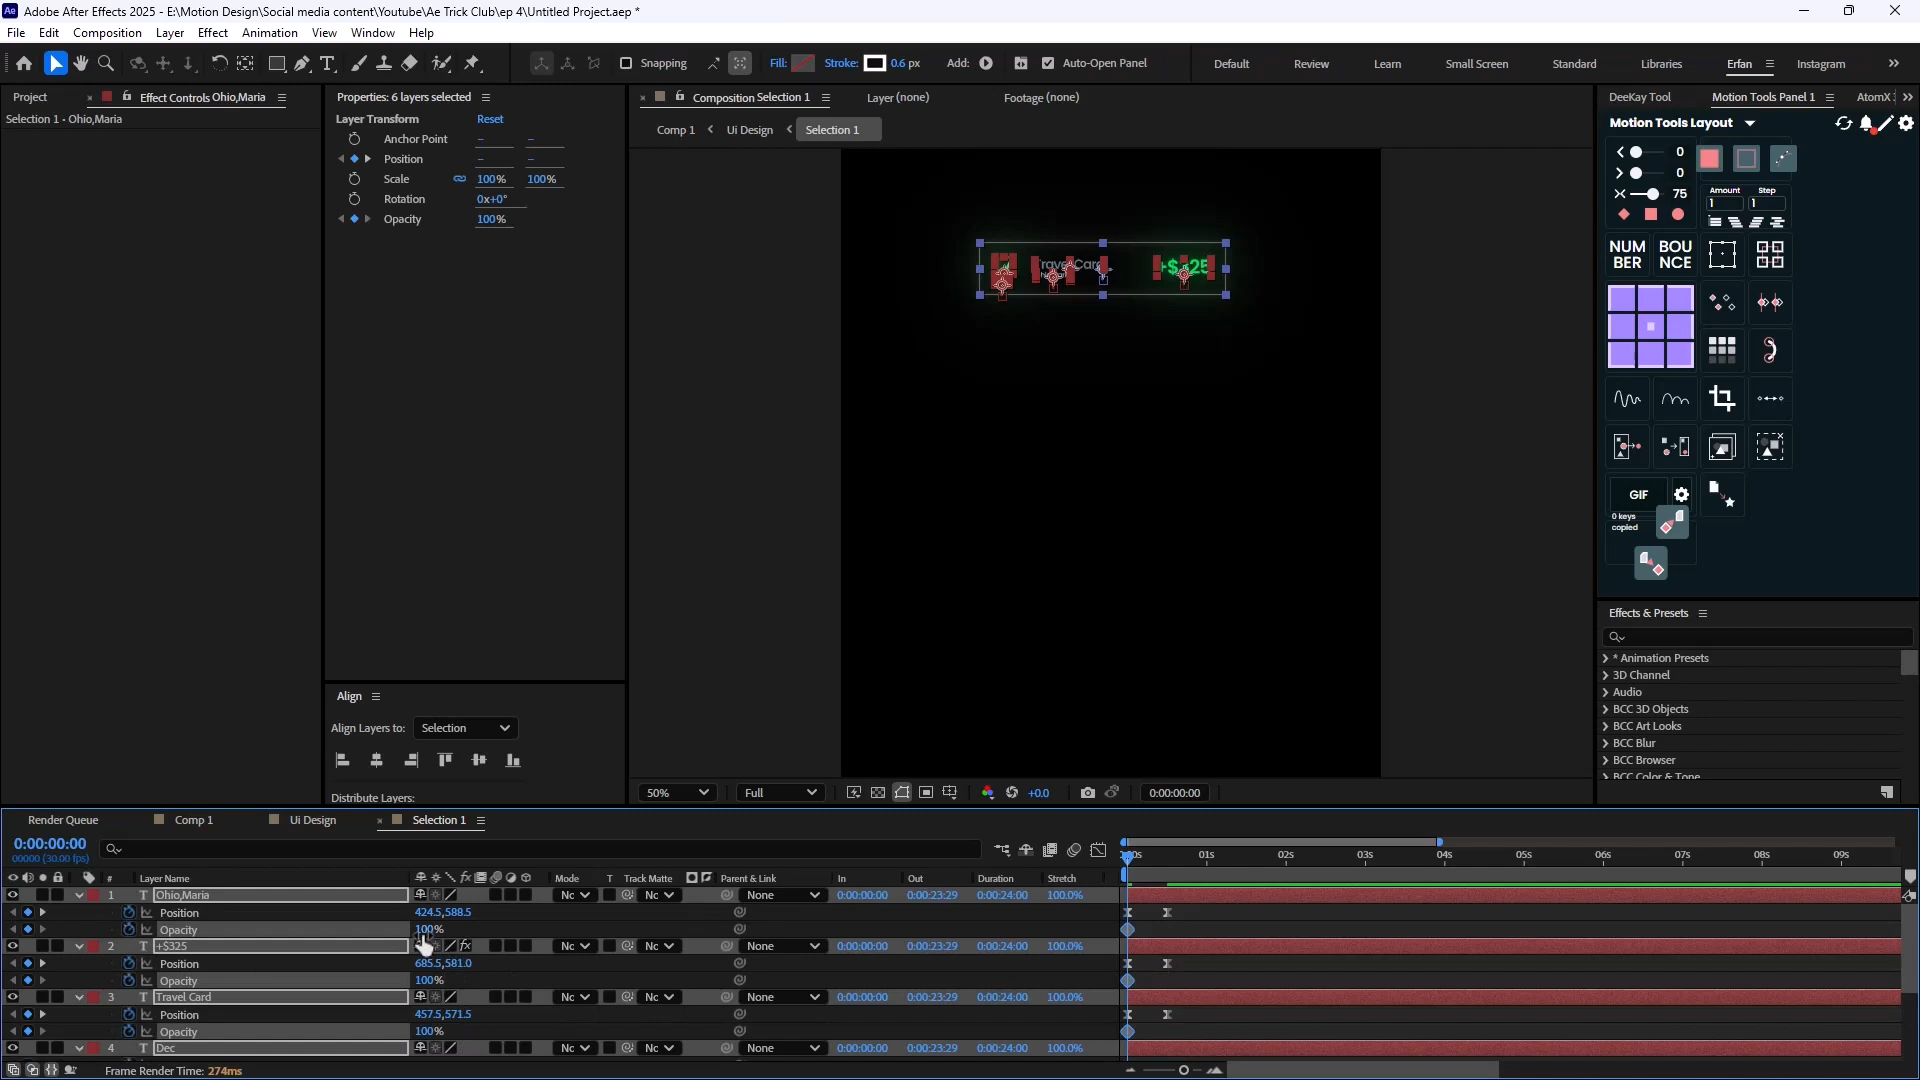 Ae Adobe After Effects 2025 - E:\Motion Design\Social media content\Youtube\Ae Trick Club\ep 4\Untitled Project.aep *
File Edit Composition Layer Effect Animation View Window Help
Snapping Fill: Stroke: 0.6 px Add: Auto-Open Panel Default Review Learn Small Screen Standard Libraries Erfan Instagram
Project Effect Controls Ohio,Maria
Selection 1 - Ohio,Maria
Properties: 6 layers selected
Layer Transform Reset
Anchor Point
Position
Scale 100% 100%
Rotation 0x+0°
Opacity 100%
Align
Align Layers to: Selection
Distribute Layers:
Composition Selection 1 Layer (none) Footage (none)
Comp 1 Ui Design Selection 1
50% Full +0.0 0:00:00:00
DeeKay Tool Motion Tools Panel 1 AtomX
Motion Tools Layout
0
0
75
Amount Step
1 1
NUM
BER
BOU
NCE
GIF
0 keys
copied
Effects & Presets
* Animation Presets
3D Channel
Audio
BCC 3D Objects
BCC Art Looks
BCC Blur
BCC Browser
BCC Color & Tone
Render Queue Comp 1 Ui Design Selection 1
0:00:00:00
00000 (30.00 fps)
# Layer Name Mode T Track Matte Parent & Link In Out Duration Stretch
01s 02s 03s 04s 05s 06s 07s 08s 09s
1 T Ohio,Maria Nc Nc None 0:00:00:00 0:00:23:29 0:00:24:00 100.0%
Position 424.5,588.5
Opacity 100%
2 T +$325 fx Nc Nc None 0:00:00:00 0:00:23:29 0:00:24:00 100.0%
Position 685.5,581.0
Opacity 100%
3 T Travel Card Nc Nc None 0:00:00:00 0:00:23:29 0:00:24:00 100.0%
Position 457.5,571.5
Opacity 100%
4 T Dec Nc Nc None 0:00:00:00 0:00:23:29 0:00:24:00 100.0%
Frame Render Time: 274ms